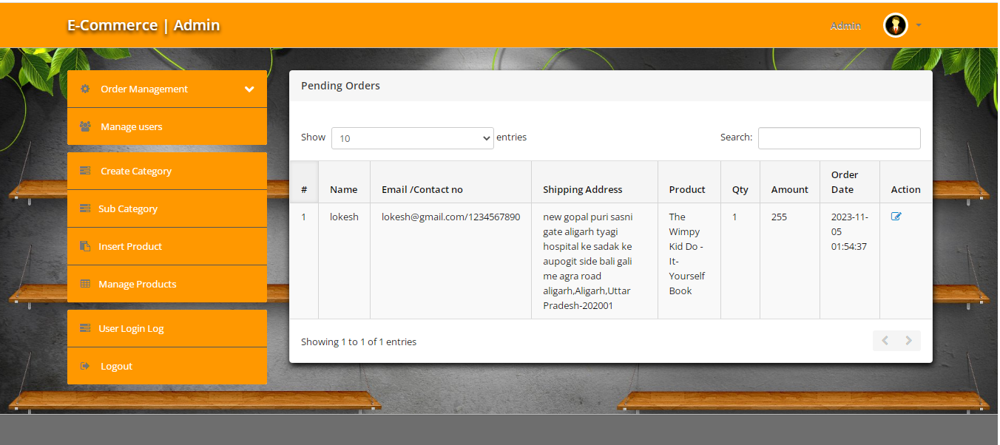 E-Commerce | Admin
Admin
Order Management
Manage users
Create Category
Sub Category
Insert Product
Manage Products
User Login Log
Logout
Pending Orders
Show 10 entries
Search:
# Name Email /Contact no Shipping Address Product Qty Amount Order Date Action
1 lokesh lokesh@gmail.com/1234567890
new gopal puri sasni
gate aligarh tyagi
hospital ke sadak ke
aupogit side bali gali
me agra road
aligarh,Aligarh,Uttar
Pradesh-202001
The
Wimpy
Kid Do -
It-
Yourself
Book
1
255
2023-11-
05
01:54:37
Showing 1 to 1 of 1 entries